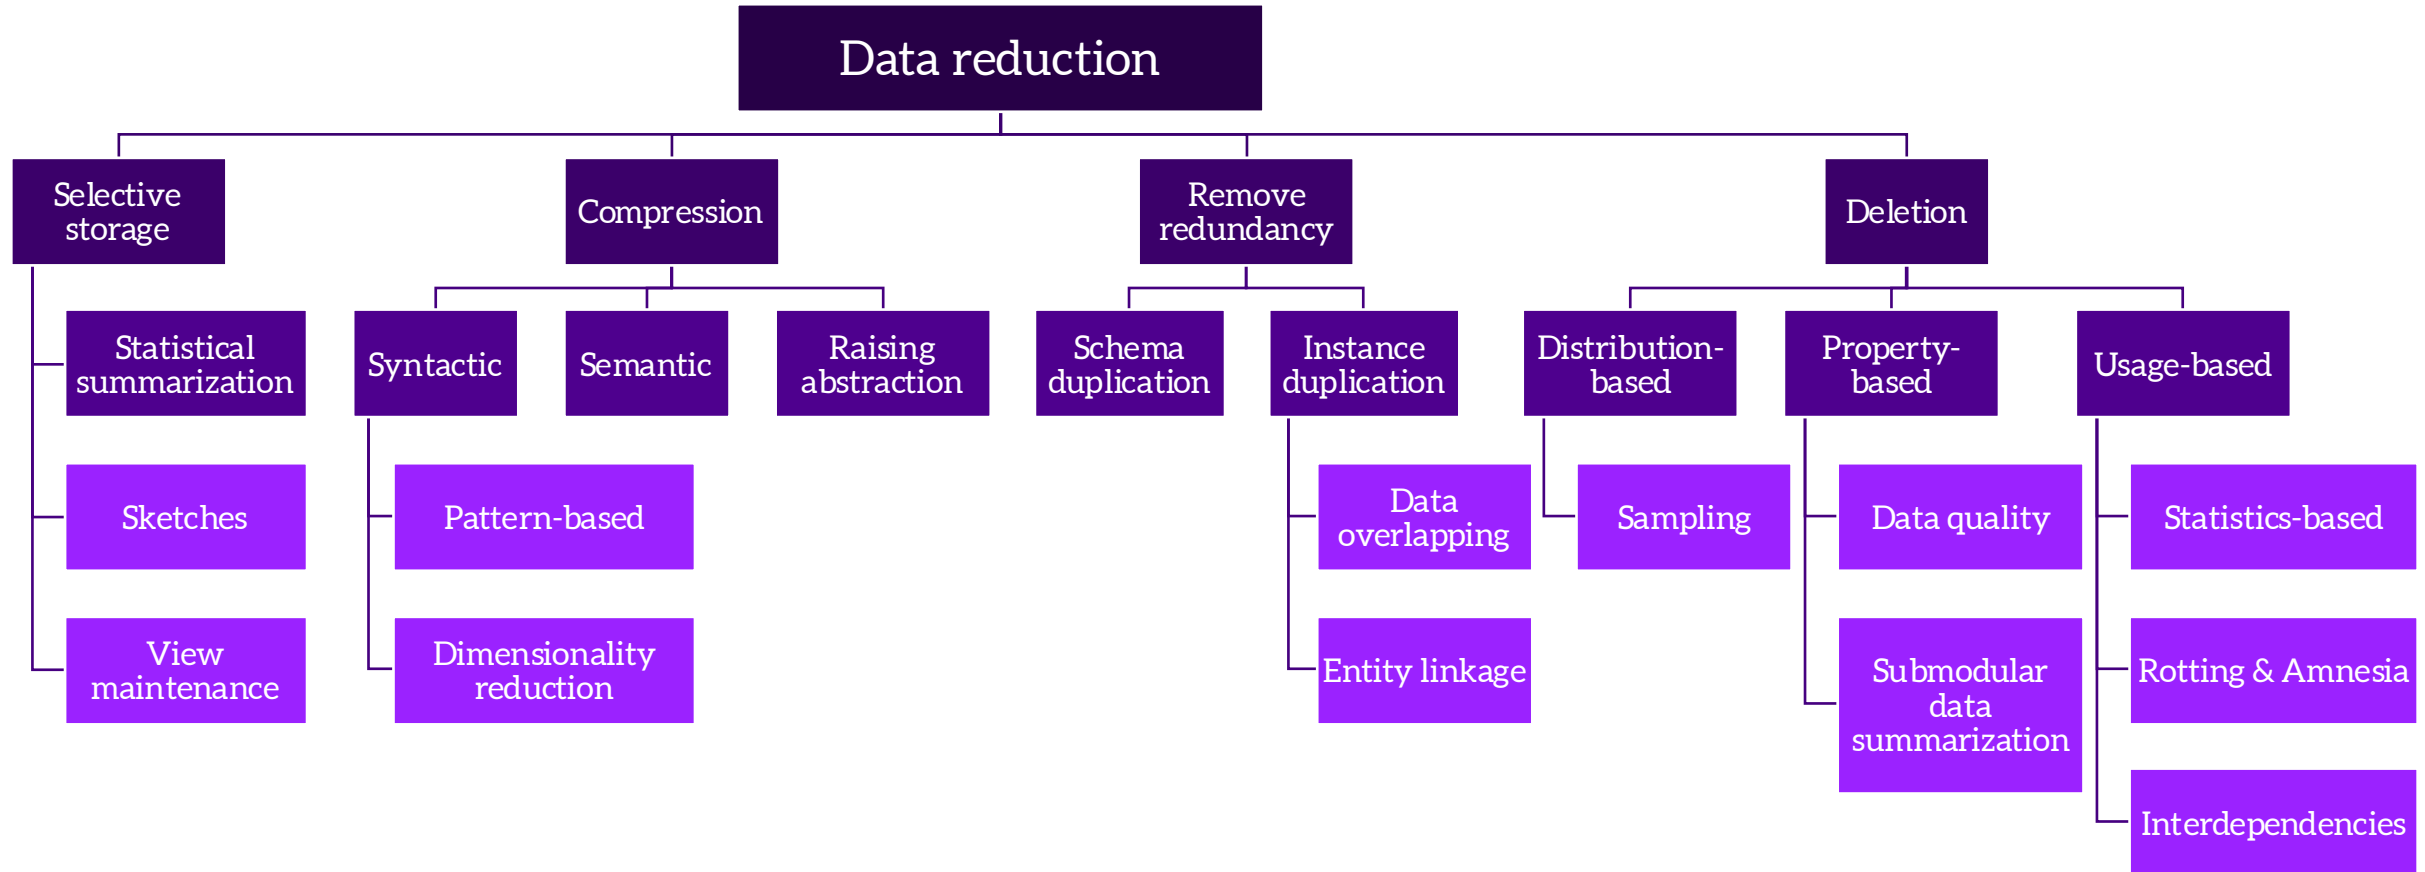 Data reduction
Selective
storage
Compression
Remove
redundancy
Deletion
Statistical
summarization
Syntactic
Semantic
Raising
abstraction
Schema
duplication
Instance
duplication
Distribution-
based
Property-
based
Usage-based
Sketches
Pattern-based
Data
overlapping
Sampling
Data quality
Statistics-based
View
maintenance
Dimensionality
reduction
Entity linkage
Submodular
data
summarization
Rotting & Amnesia
Interdependencies